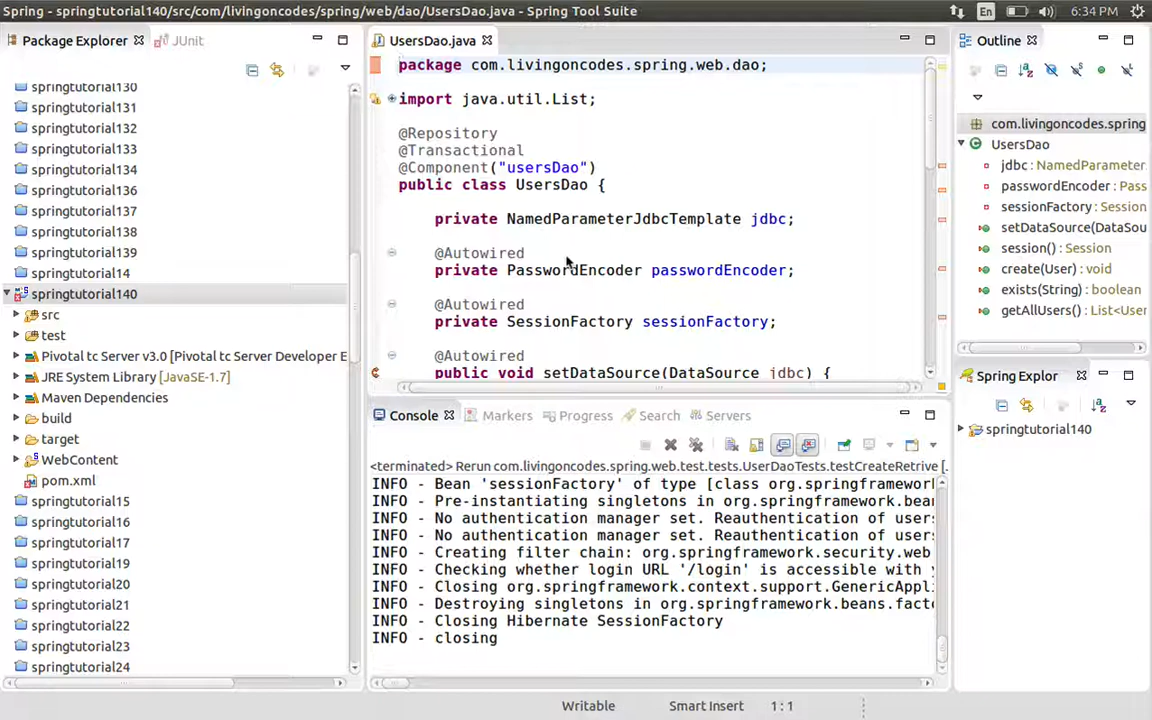 Spring - springtutorial140/src/com/livingoncodes/spring/web/dao/UsersDao.java - Spring Tool Suite
En
6:34 PM
Package Explorer
JUnit
springtutorial130
springtutorial131
springtutorial132
springtutorial133
springtutorial134
springtutorial136
springtutorial137
springtutorial138
springtutorial139
springtutorial14
springtutorial140
src
test
Pivotal tc Server v3.0 [Pivotal tc Server Developer E
JRE System Library [JavaSE-1.7]
Maven Dependencies
build
target
WebContent
pom.xml
springtutorial15
springtutorial16
springtutorial17
springtutorial19
springtutorial20
springtutorial21
springtutorial22
springtutorial23
springtutorial24
UsersDao.java
package com.livingoncodes.spring.web.dao;
import java.util.List;
@Repository
@Transactional
@Component("usersDao")
public class UsersDao {
private NamedParameterJdbcTemplate jdbc;
@Autowired
private PasswordEncoder passwordEncoder;
@Autowired
private SessionFactory sessionFactory;
@Autowired
public void setDataSource(DataSource jdbc) {
Console
Markers
Progress
Search
Servers
<terminated> Rerun com.livingoncodes.spring.web.test.tests.UserDaoTests.testCreateRetrive [.
INFO - Bean 'sessionFactory' of type [class org.springframework
INFO - Pre-instantiating singletons in org.springframework.bean
INFO - No authentication manager set. Reauthentication of users
INFO - No authentication manager set. Reauthentication of users
INFO - Creating filter chain: org.springframework.security.web
INFO - Checking whether login URL '/login' is accessible with y
INFO - Closing org.springframework.context.support.GenericAppli
INFO - Destroying singletons in org.springframework.beans.facto
INFO - Closing Hibernate SessionFactory
INFO - closing
Outline
com.livingoncodes.spring
UsersDao
jdbc : NamedParameter
passwordEncoder : Pass
sessionFactory : Session
setDataSource(DataSou
session() : Session
create(User) : void
exists(String) : boolean
getAllUsers() : List<User
Spring Explor
springtutorial140
Writable
Smart Insert
1 : 1